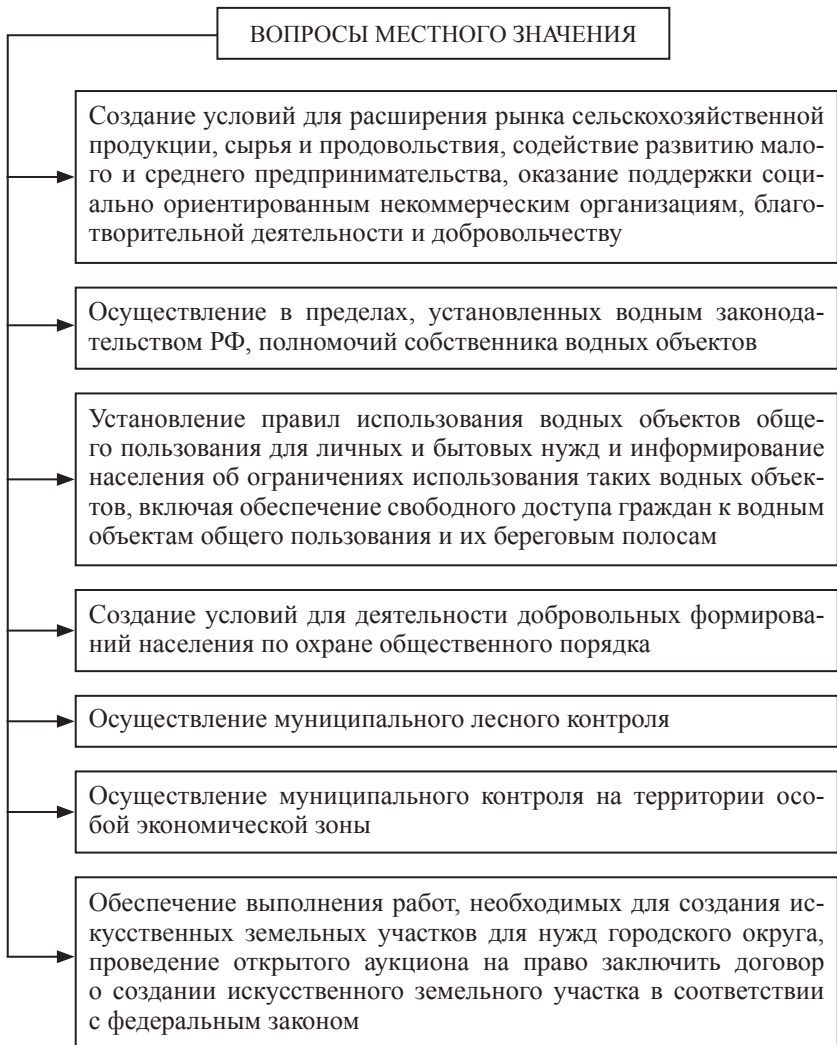 ВОПРОСЫ МЕСТНОГО ЗНАЧЕНИЯ
Создание условий для расширения рынка сельскохозяйственной
продукции, сырья и продовольствия, содействие развитию мало-
го и среднего предпринимательства, оказание поддержки соци-
ально ориентированным некоммерческим организациям, благо-
творительной деятельности и добровольчеству
Осуществление в пределах, установленных водным законода-
тельством РФ, полномочий собственника водных объектов
Установление правил использования водных объектов обще-
го пользования для личных и бытовых нужд и информирование
населения об ограничениях использования таких водных объек-
тов, включая обеспечение свободного доступа граждан к водным
объектам общего пользования и их береговым полосам
Создание условий для деятельности добровольных формирова-
ний населения по охране общественного порядка
Осуществление муниципального лесного контроля
Осуществление муниципального контроля на территории осо-
бой экономической зоны
Обеспечение выполнения работ, необходимых для создания ис-
кусственных земельных участков для нужд городского округа,
проведение открытого аукциона на право заключить договор
о создании искусственного земельного участка в соответствии
с федеральным законом